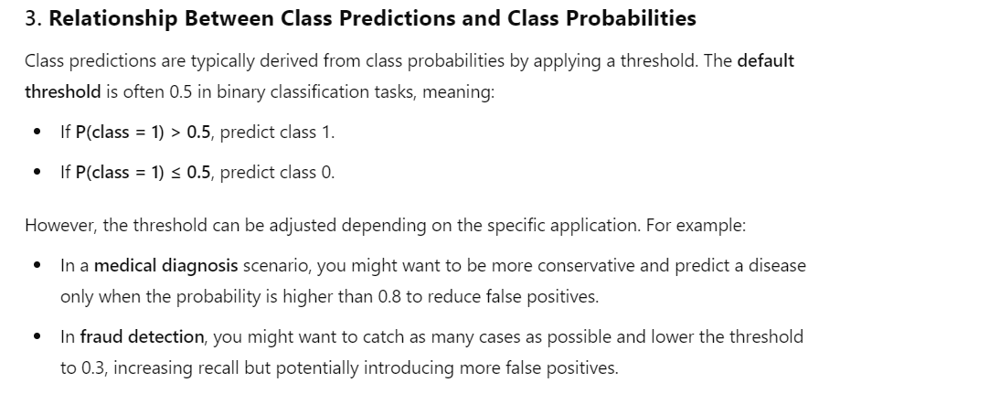 3. Relationship Between Class Predictions and Class Probabilities
Class predictions are typically derived from class probabilities by applying a threshold. The default
threshold is often 0.5 in binary classification tasks, meaning:
• If P(class = 1) > 0.5, predict class 1.
• If P(class = 1) ≤ 0.5, predict class 0.
However, the threshold can be adjusted depending on the specific application. For example:
• In a medical diagnosis scenario, you might want to be more conservative and predict a disease
only when the probability is higher than 0.8 to reduce false positives.
• In fraud detection, you might want to catch as many cases as possible and lower the threshold
to 0.3, increasing recall but potentially introducing more false positives.